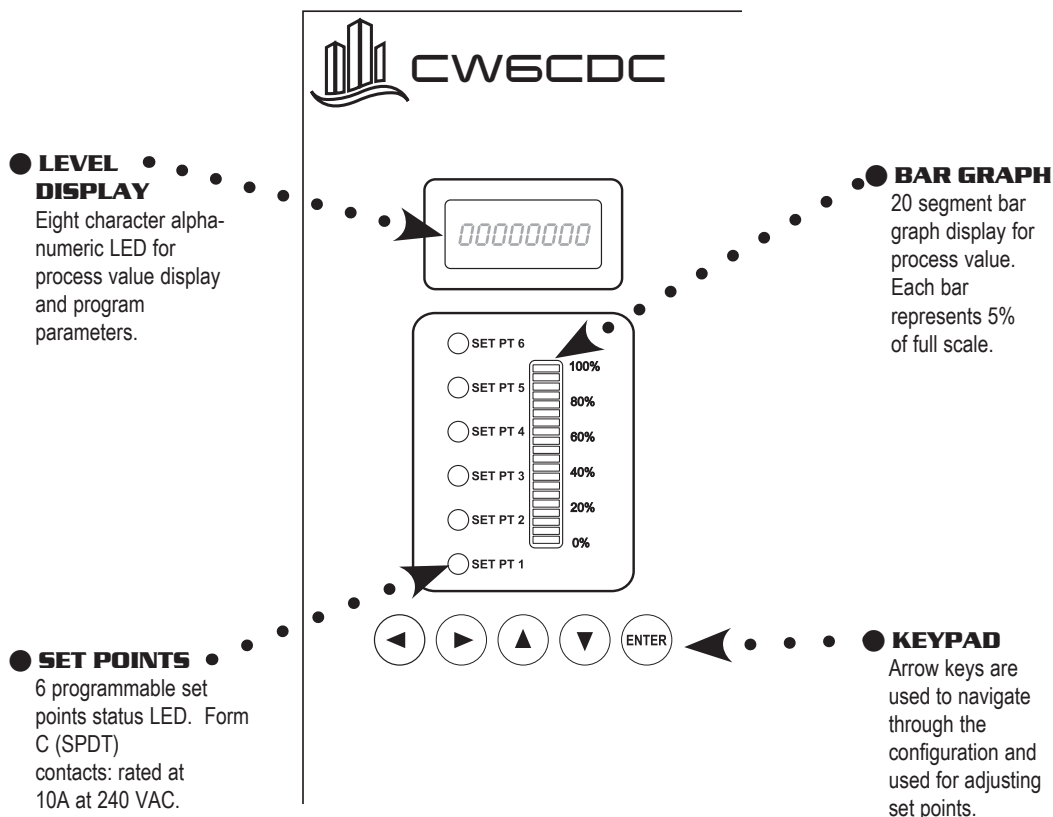 CW6CDC
LEVEL
DISPLAY
Eight character alpha-
numeric LED for
process value display
and program
parameters.
00000000
BAR GRAPH
20 segment bar
graph display for
process value.
Each bar
represents 5%
of full scale.
SET PT 6
SET PT 5
SET PT 4
SET PT 3
SET PT 2
SET PT 1
100%
80%
60%
40%
20%
0%
ENTER
SET POINTS
6 programmable set
points status LED. Form
C (SPDT)
contacts: rated at
10A at 240 VAC.
KEYPAD
Arrow keys are
used to navigate
through the
configuration and
used for adjusting
set points.